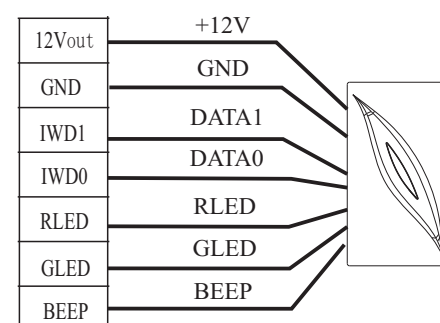 12Vout +12V
GND GND
IWD1 DATA1
IWD0 DATA0
RLED RLED
GLED GLED
BEEP BEEP